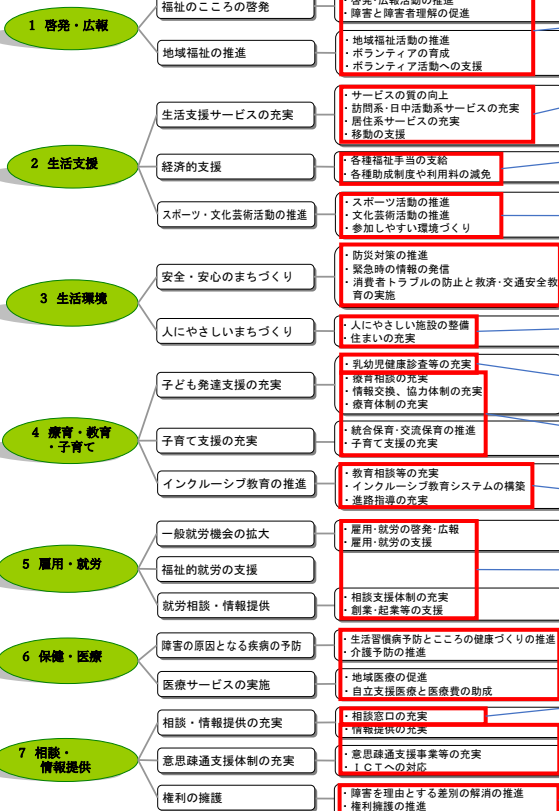 福祉のこころの啓発
・啓発・広報活動の推進
・障害と障害者理解の促進
1 啓発・広報
地域福祉の推進
・地域福祉活動の推進
・ボランティアの育成
・ボランティア活動への支援
2 生活支援
生活支援サービスの充実
・サービスの質の向上
・訪問系・日中活動系サービスの充実
・居住系サービスの充実
・移動の支援
経済的支援
・各種福祉手当の支給
・各種助成制度や利用料の減免
スポーツ・文化芸術活動の推進
・スポーツ活動の推進
・文化芸術活動の推進
・参加しやすい環境づくり
3 生活環境
安全・安心のまちづくり
・防災対策の推進
・緊急時の情報の発信
・消費者トラブルの防止と救済・交通安全教
育の実施
人にやさしいまちづくり
・人にやさしい施設の整備
・住まいの充実
4 療育・教育
・子育て
子ども発達支援の充実
・乳幼児健康診査等の充実
・療育相談の充実
・情報交換、協力体制の充実
・療育体制の充実
子育て支援の充実
・統合保育・交流保育の推進
・子育て支援の充実
インクルーシブ教育の推進
・教育相談等の充実
・インクルーシブ教育システムの構築
・進路指導の充実
5 雇用・就労
一般就労機会の拡大
・雇用・就労の啓発・広報
・雇用・就労の支援
福祉的就労の支援
就労相談・情報提供
・相談支援体制の充実
・創業・起業等の支援
6 保健・医療
障害の原因となる疾病の予防
・生活習慣病予防とこころの健康づくりの推進
・介護予防の推進
医療サービスの実施
・地域医療の促進
・自立支援医療と医療費の助成
7 相談・
情報提供
相談・情報提供の充実
・相談窓口の充実
・情報提供の充実
意思疎通支援体制の充実
・意思疎通支援事業等の充実
・ＩＣＴへの対応
権利の擁護
・障害を理由とする差別の解消の推進
・権利擁護の推進